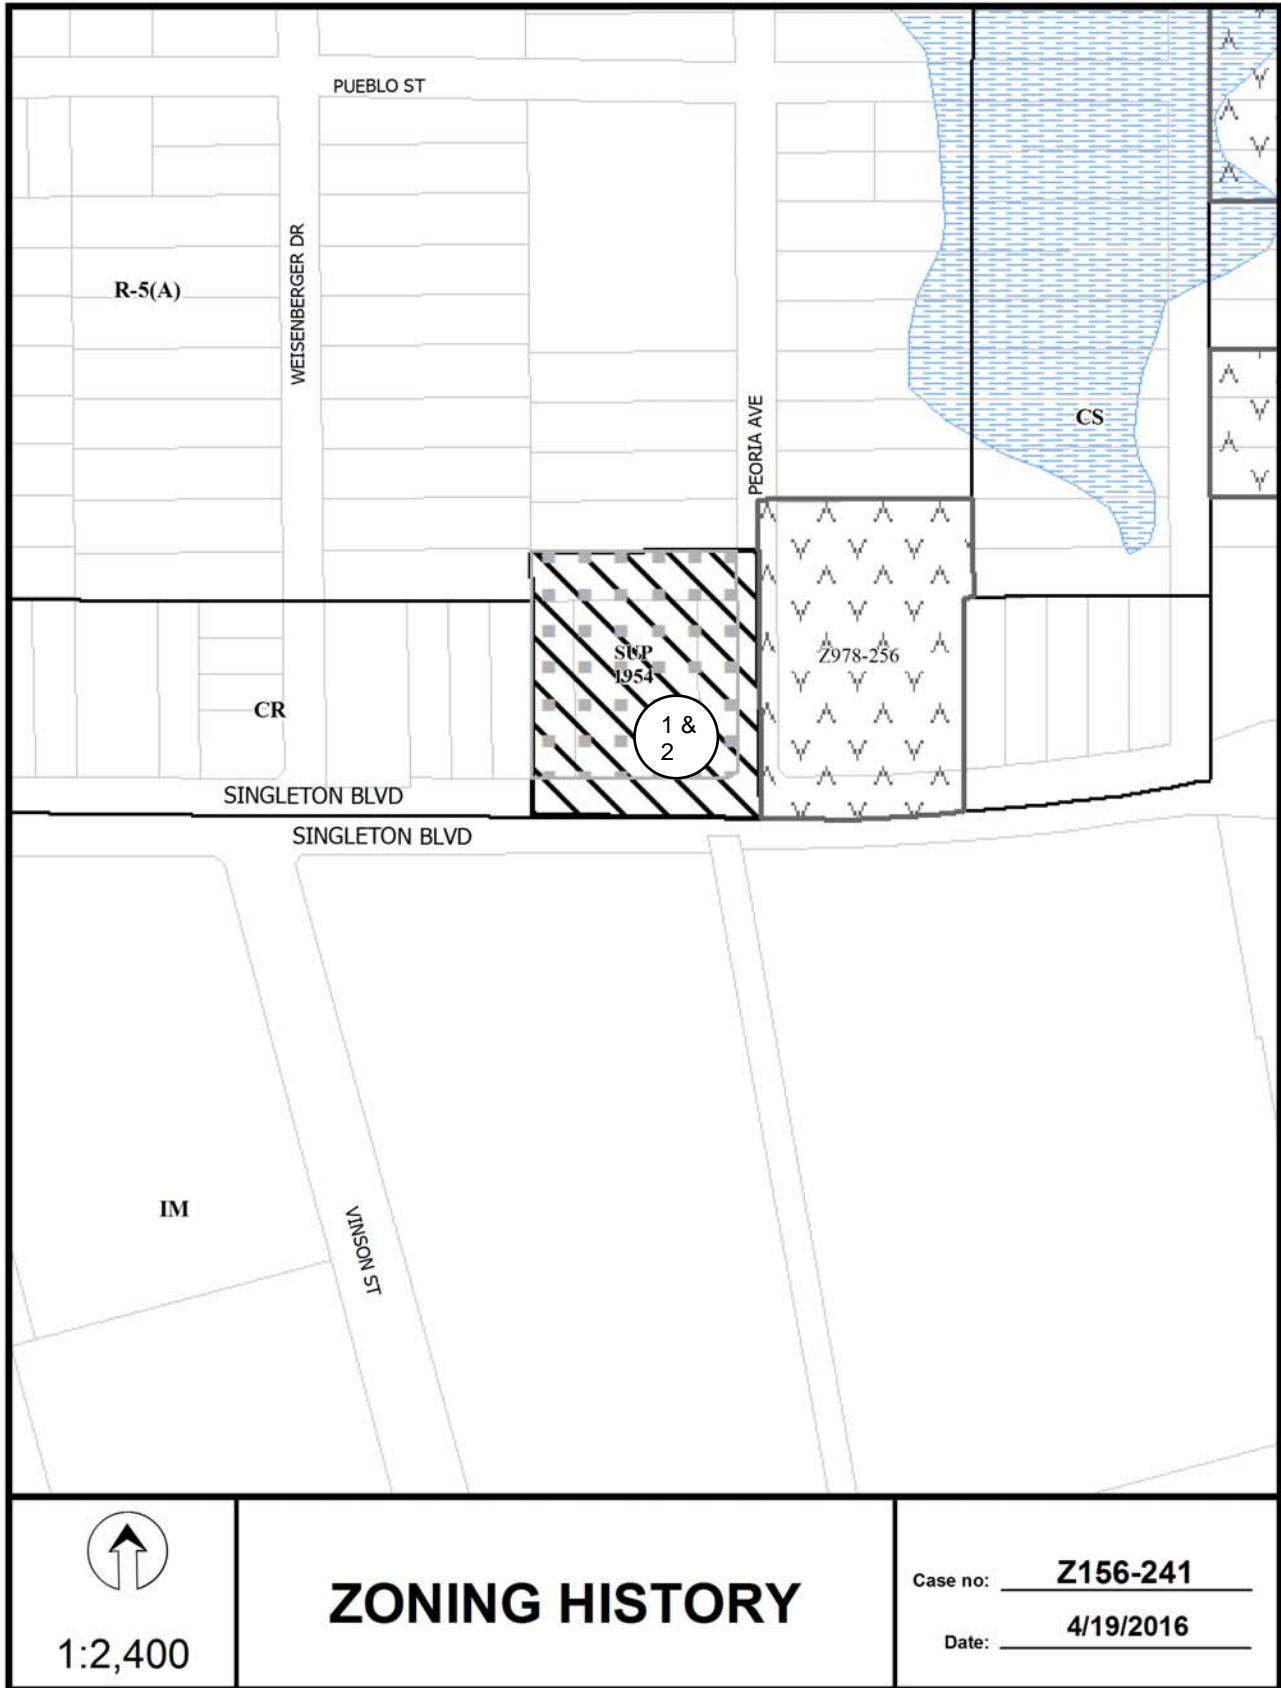 PUEBLO ST
WEISENBERGER DR
R-5(A)
PEORIA AVE
CS
SUP
1954
Z978-256
CR
1 &
2
SINGLETON BLVD
SINGLETON BLVD
IM
VINSON ST
1:2,400
ZONING HISTORY
Case no: Z156-241
Date: 4/19/2016